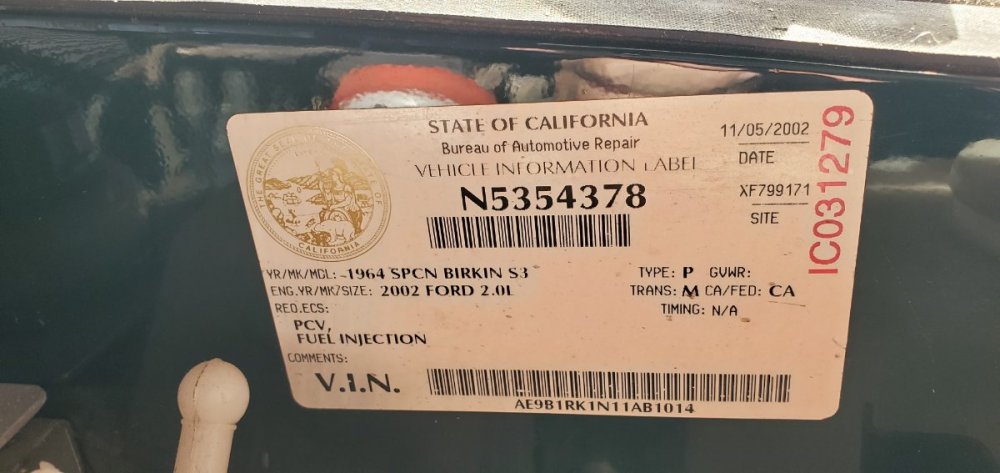 STATE OF CALIFORNIA
Bureau of Automotive Repair
VEHICLE INFORMATION LABEL
N5354378
11/05/2002
DATE
XF799171
SITE
IC031279
CALIFORNIA
YR/MK/MDL: 1964 SPCN BIRKIN S3
ENG.YR/MK/SIZE: 2002 FORD 2.0L
REQ.ECS:
PCV,
FUEL INJECTION
TYPE: P GVWR:
TRANS: M CA/FED: CA
TIMING: N/A
COMMENTS:
V.I.N.
AE9B1RK1N11AB1014